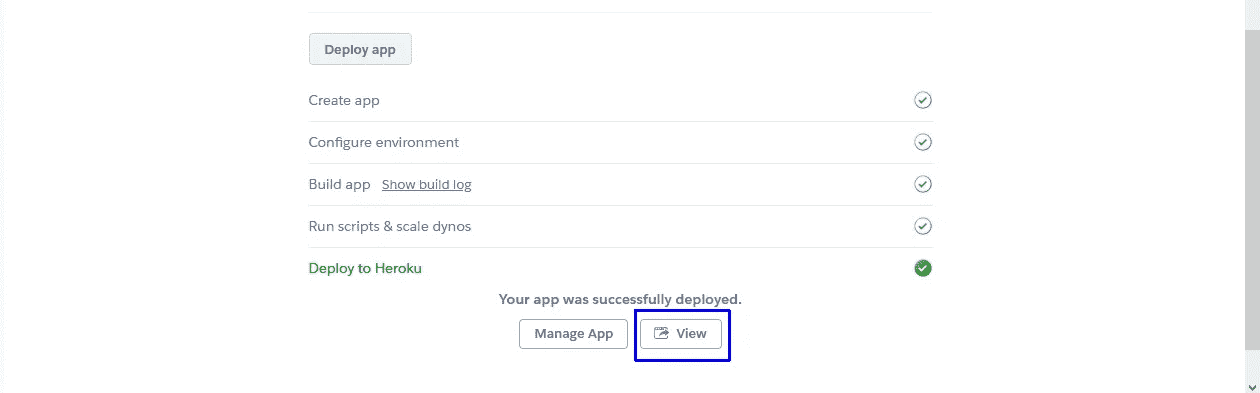 Deploy app
Create app
Configure environment
Build app Show build log
Run scripts & scale dynos
Deploy to Heroku
Your app was successfully deployed.
Manage App View